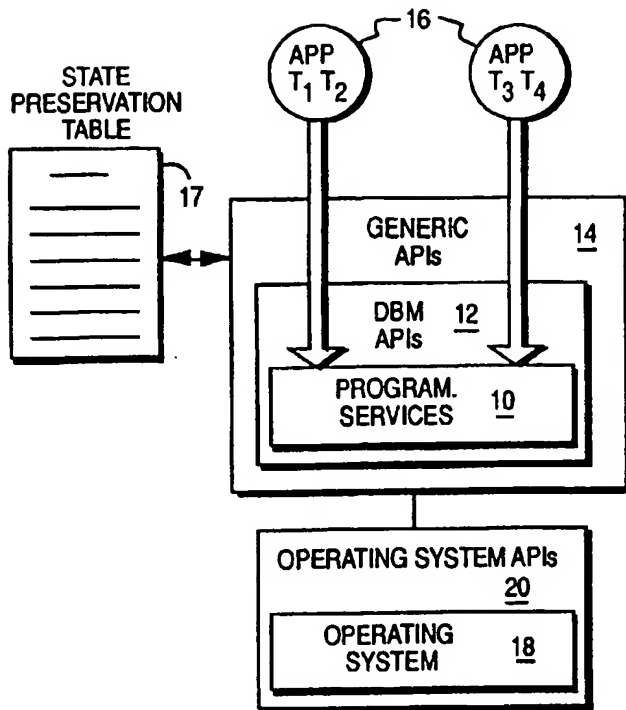 16
APP
T1 T2
APP
T3 T4
STATE
PRESERVATION
TABLE
17
GENERIC
APIs
14
DBM
APIs
12
PROGRAM.
SERVICES
10
OPERATING SYSTEM APIs
20
OPERATING
SYSTEM
18